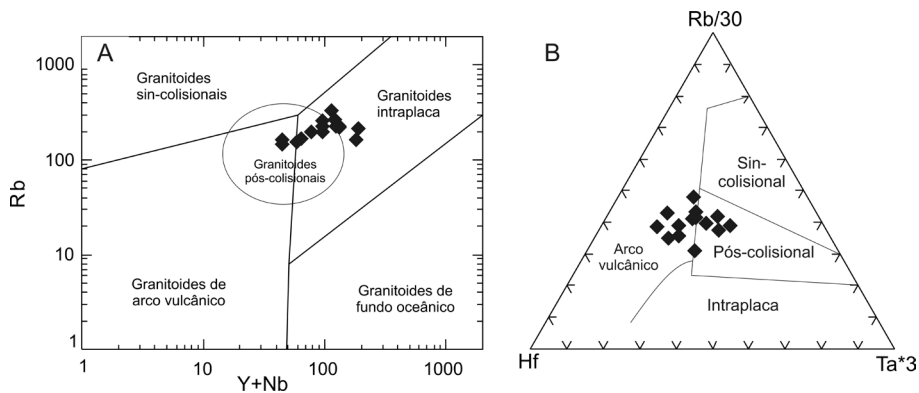 A
Granitoides
sin-colisionais
Granitoides
intraplaca
Granitoides
pós-colisionais
Granitoides de
arco vulcânico
Granitoides de
fundo oceânico
Rb
1000
100
10
1
1
10
100
1000
Y+Nb
B
Rb/30
Sin-
colisional
Arco
vulcânico
Pós-colisional
Intraplaca
Hf
Ta*3